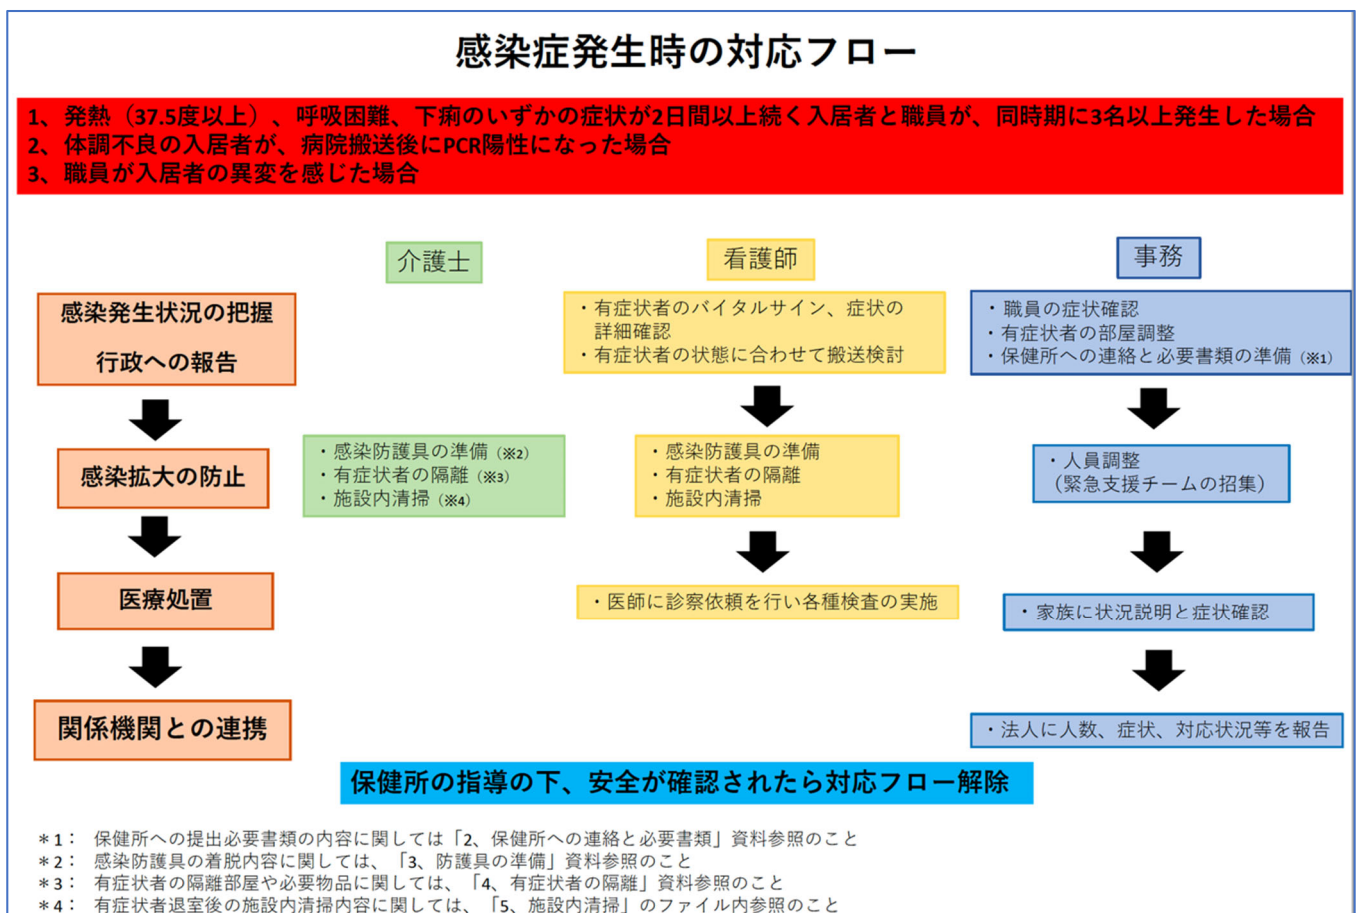 感染症発生時の対応フロー
1、発熱（37.5度以上）、呼吸困難、下痢のいずかの症状が2日間以上続く入居者と職員が、同時期に3名以上発生した場合
2、体調不良の入居者が、病院搬送後にPCR陽性になった場合
3、職員が入居者の異変を感じた場合
介護士
看護師
事務
感染発生状況の把握
行政への報告
・有症状者のバイタルサイン、症状の
詳細確認
・有症状者の状態に合わせて搬送検討
・職員の症状確認
・有症状者の部屋調整
・保健所への連絡と必要書類の準備（※1）
感染拡大の防止
・感染防護具の準備（※2）
・有症状者の隔離（※3）
・施設内清掃（※4）
・感染防護具の準備
・有症状者の隔離
・施設内清掃
・人員調整
（緊急支援チームの招集）
医療処置
・医師に診察依頼を行い各種検査の実施
・家族に状況説明と症状確認
関係機関との連携
・法人に人数、症状、対応状況等を報告
保健所の指導の下、安全が確認されたら対応フロー解除
＊1： 保健所への提出必要書類の内容に関しては「2、保健所への連絡と必要書類」資料参照のこと
＊2： 感染防護具の着脱内容に関しては、「3、防護具の準備」資料参照のこと
＊3： 有症状者の隔離部屋や必要物品に関しては、「4、有症状者の隔離」資料参照のこと
＊4： 有症状者退室後の施設内清掃内容に関しては、「5、施設内清掃」のファイル内参照のこと